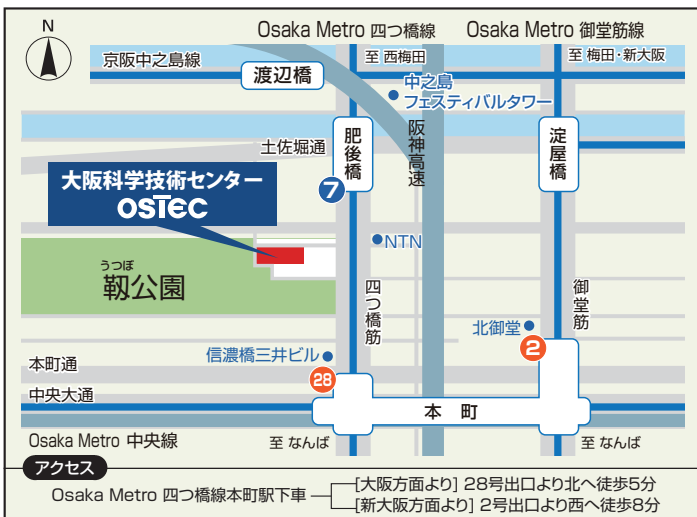 N
Osaka Metro 四つ橋線
Osaka Metro 御堂筋線
京阪中之島線
至 西梅田
至 梅田・新大阪
渡辺橋
中之島
フェスティバルタワー
土佐堀通
肥後橋
阪神高速
淀屋橋
7
大阪科学技術センター
OSTEC
NTN
うつぼ
靱公園
四つ橋筋
御堂筋
北御堂
2
信濃橋三井ビル
28
本町通
中央大通
本 町
Osaka Metro 中央線
至 なんば
至 なんば
アクセス
Osaka Metro 四つ橋線本町駅下車
[大阪方面より] 28号出口より北へ徒歩5分
[新大阪方面より] 2号出口より西へ徒歩8分